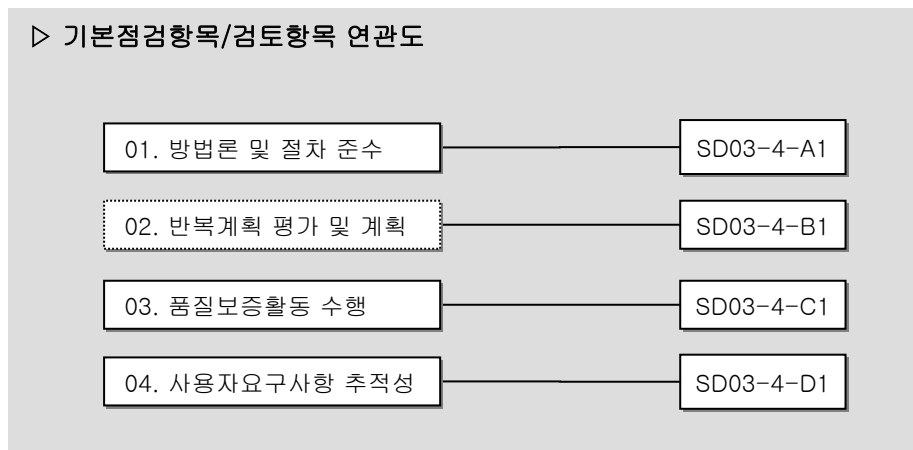 ▷ 기본점검항목/검토항목 연관도
01. 방법론 및 절차 준수 SD03-4-A1
02. 반복계획 평가 및 계획 SD03-4-B1
03. 품질보증활동 수행 SD03-4-C1
04. 사용자요구사항 추적성 SD03-4-D1